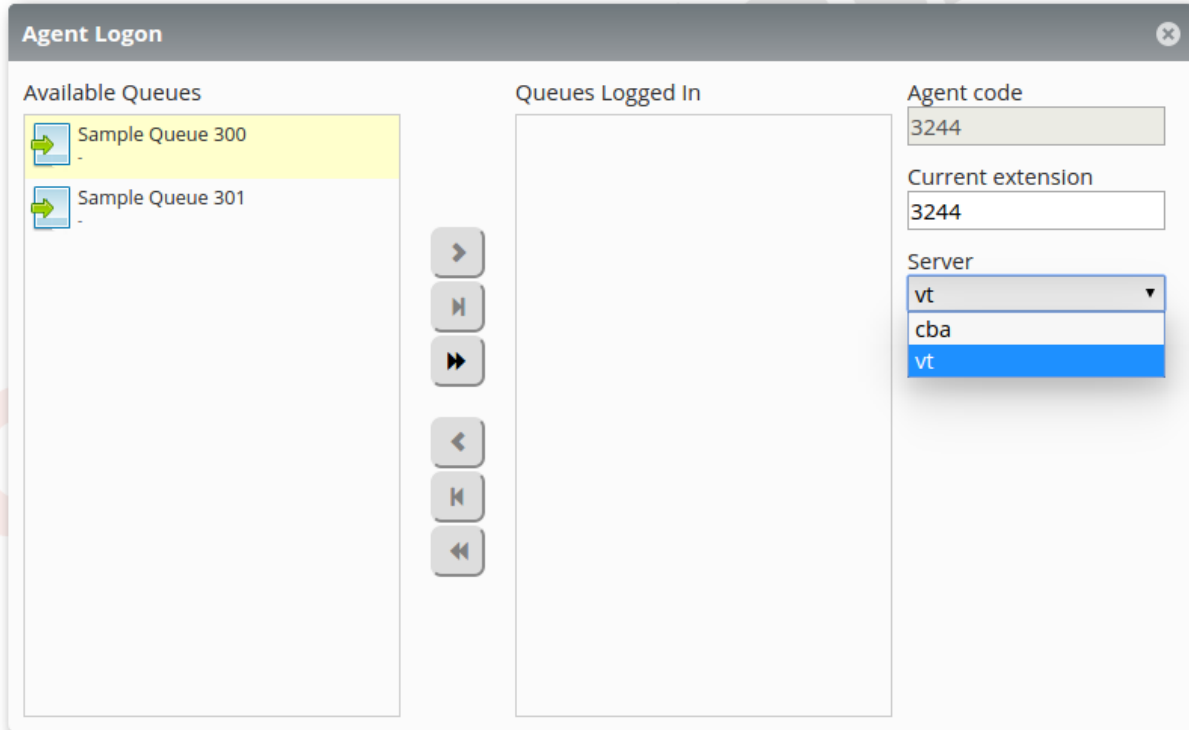 Agent Logon
Available Queues
Sample Queue 300
-
Sample Queue 301
-
Queues Logged In
Agent code
3244
Current extension
3244
Server
vt
cba
vt